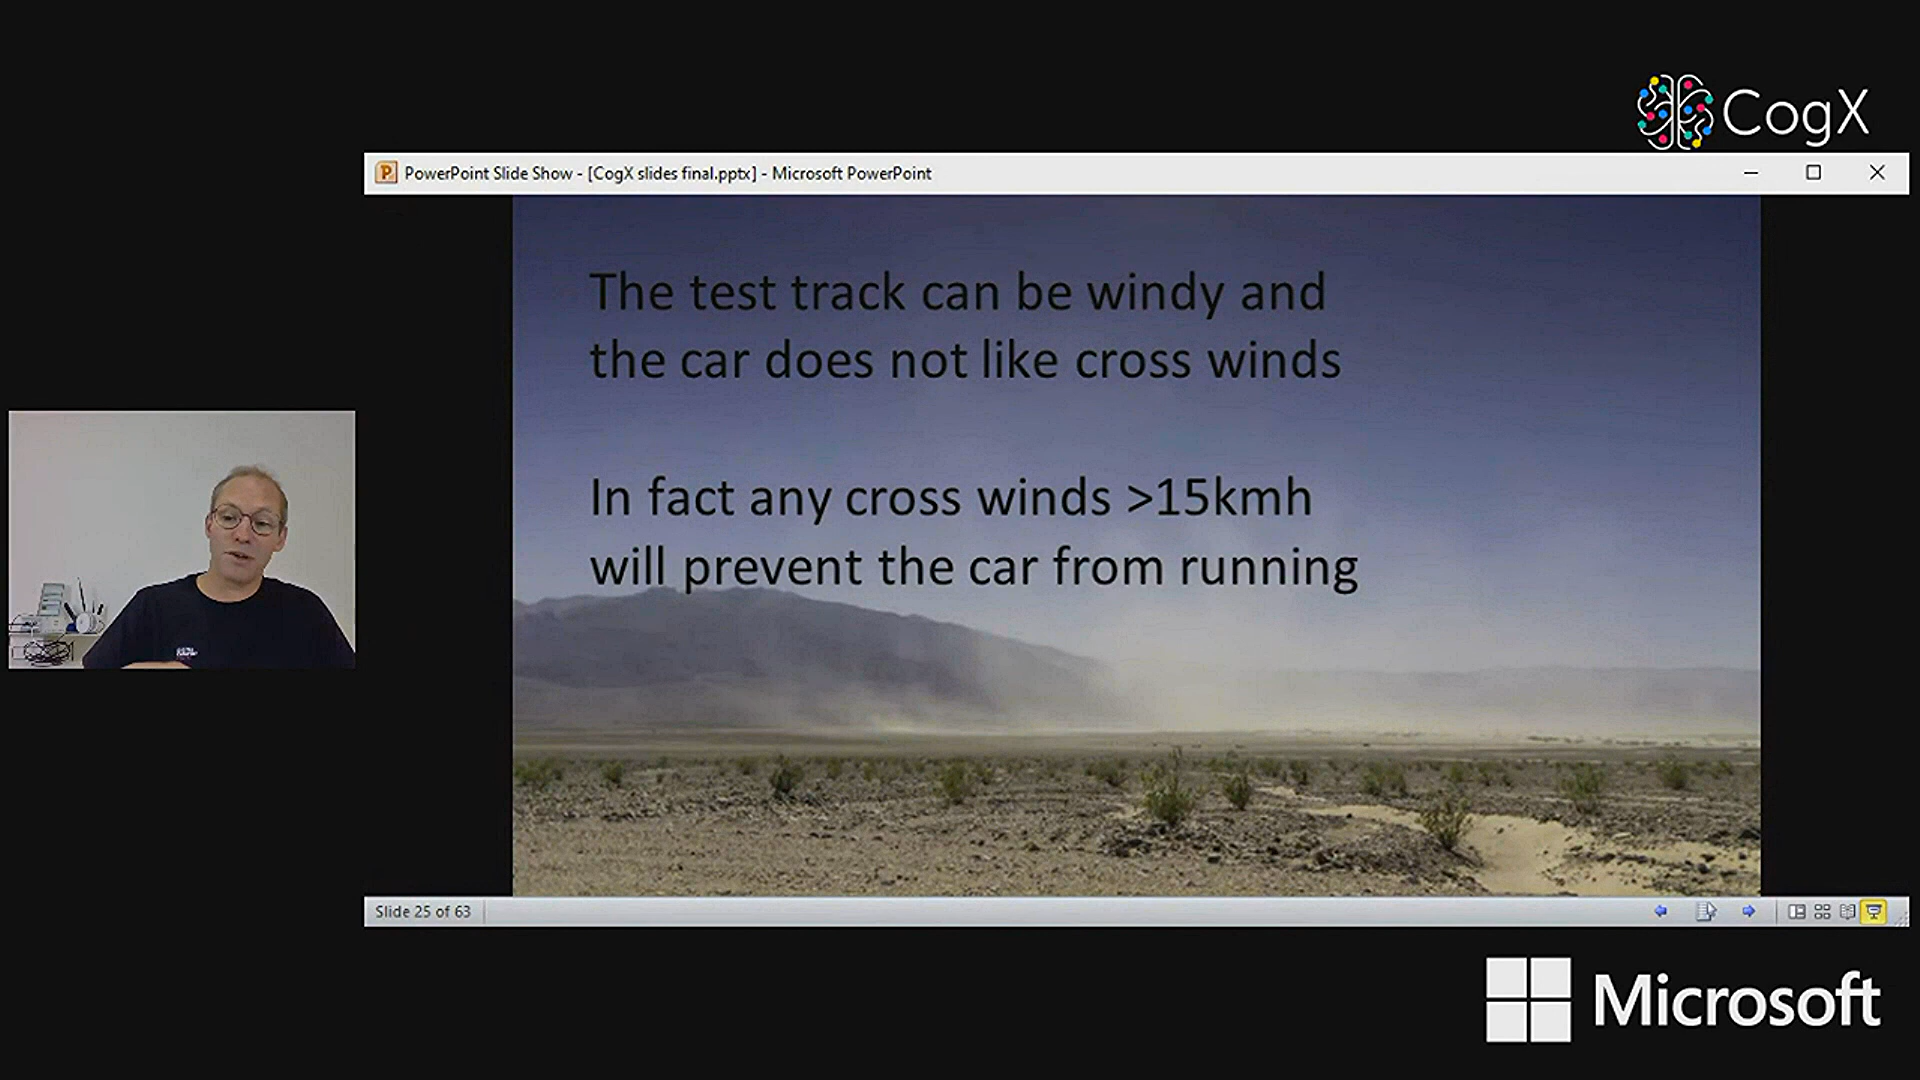 CogX
PowerPoint Slide Show - [CogX slides final.pptx] - Microsoft PowerPoint
The test track can be windy and
the car does not like cross winds
In fact any cross winds >15kmh
will prevent the car from running
Slide 25 of 63
Microsoft